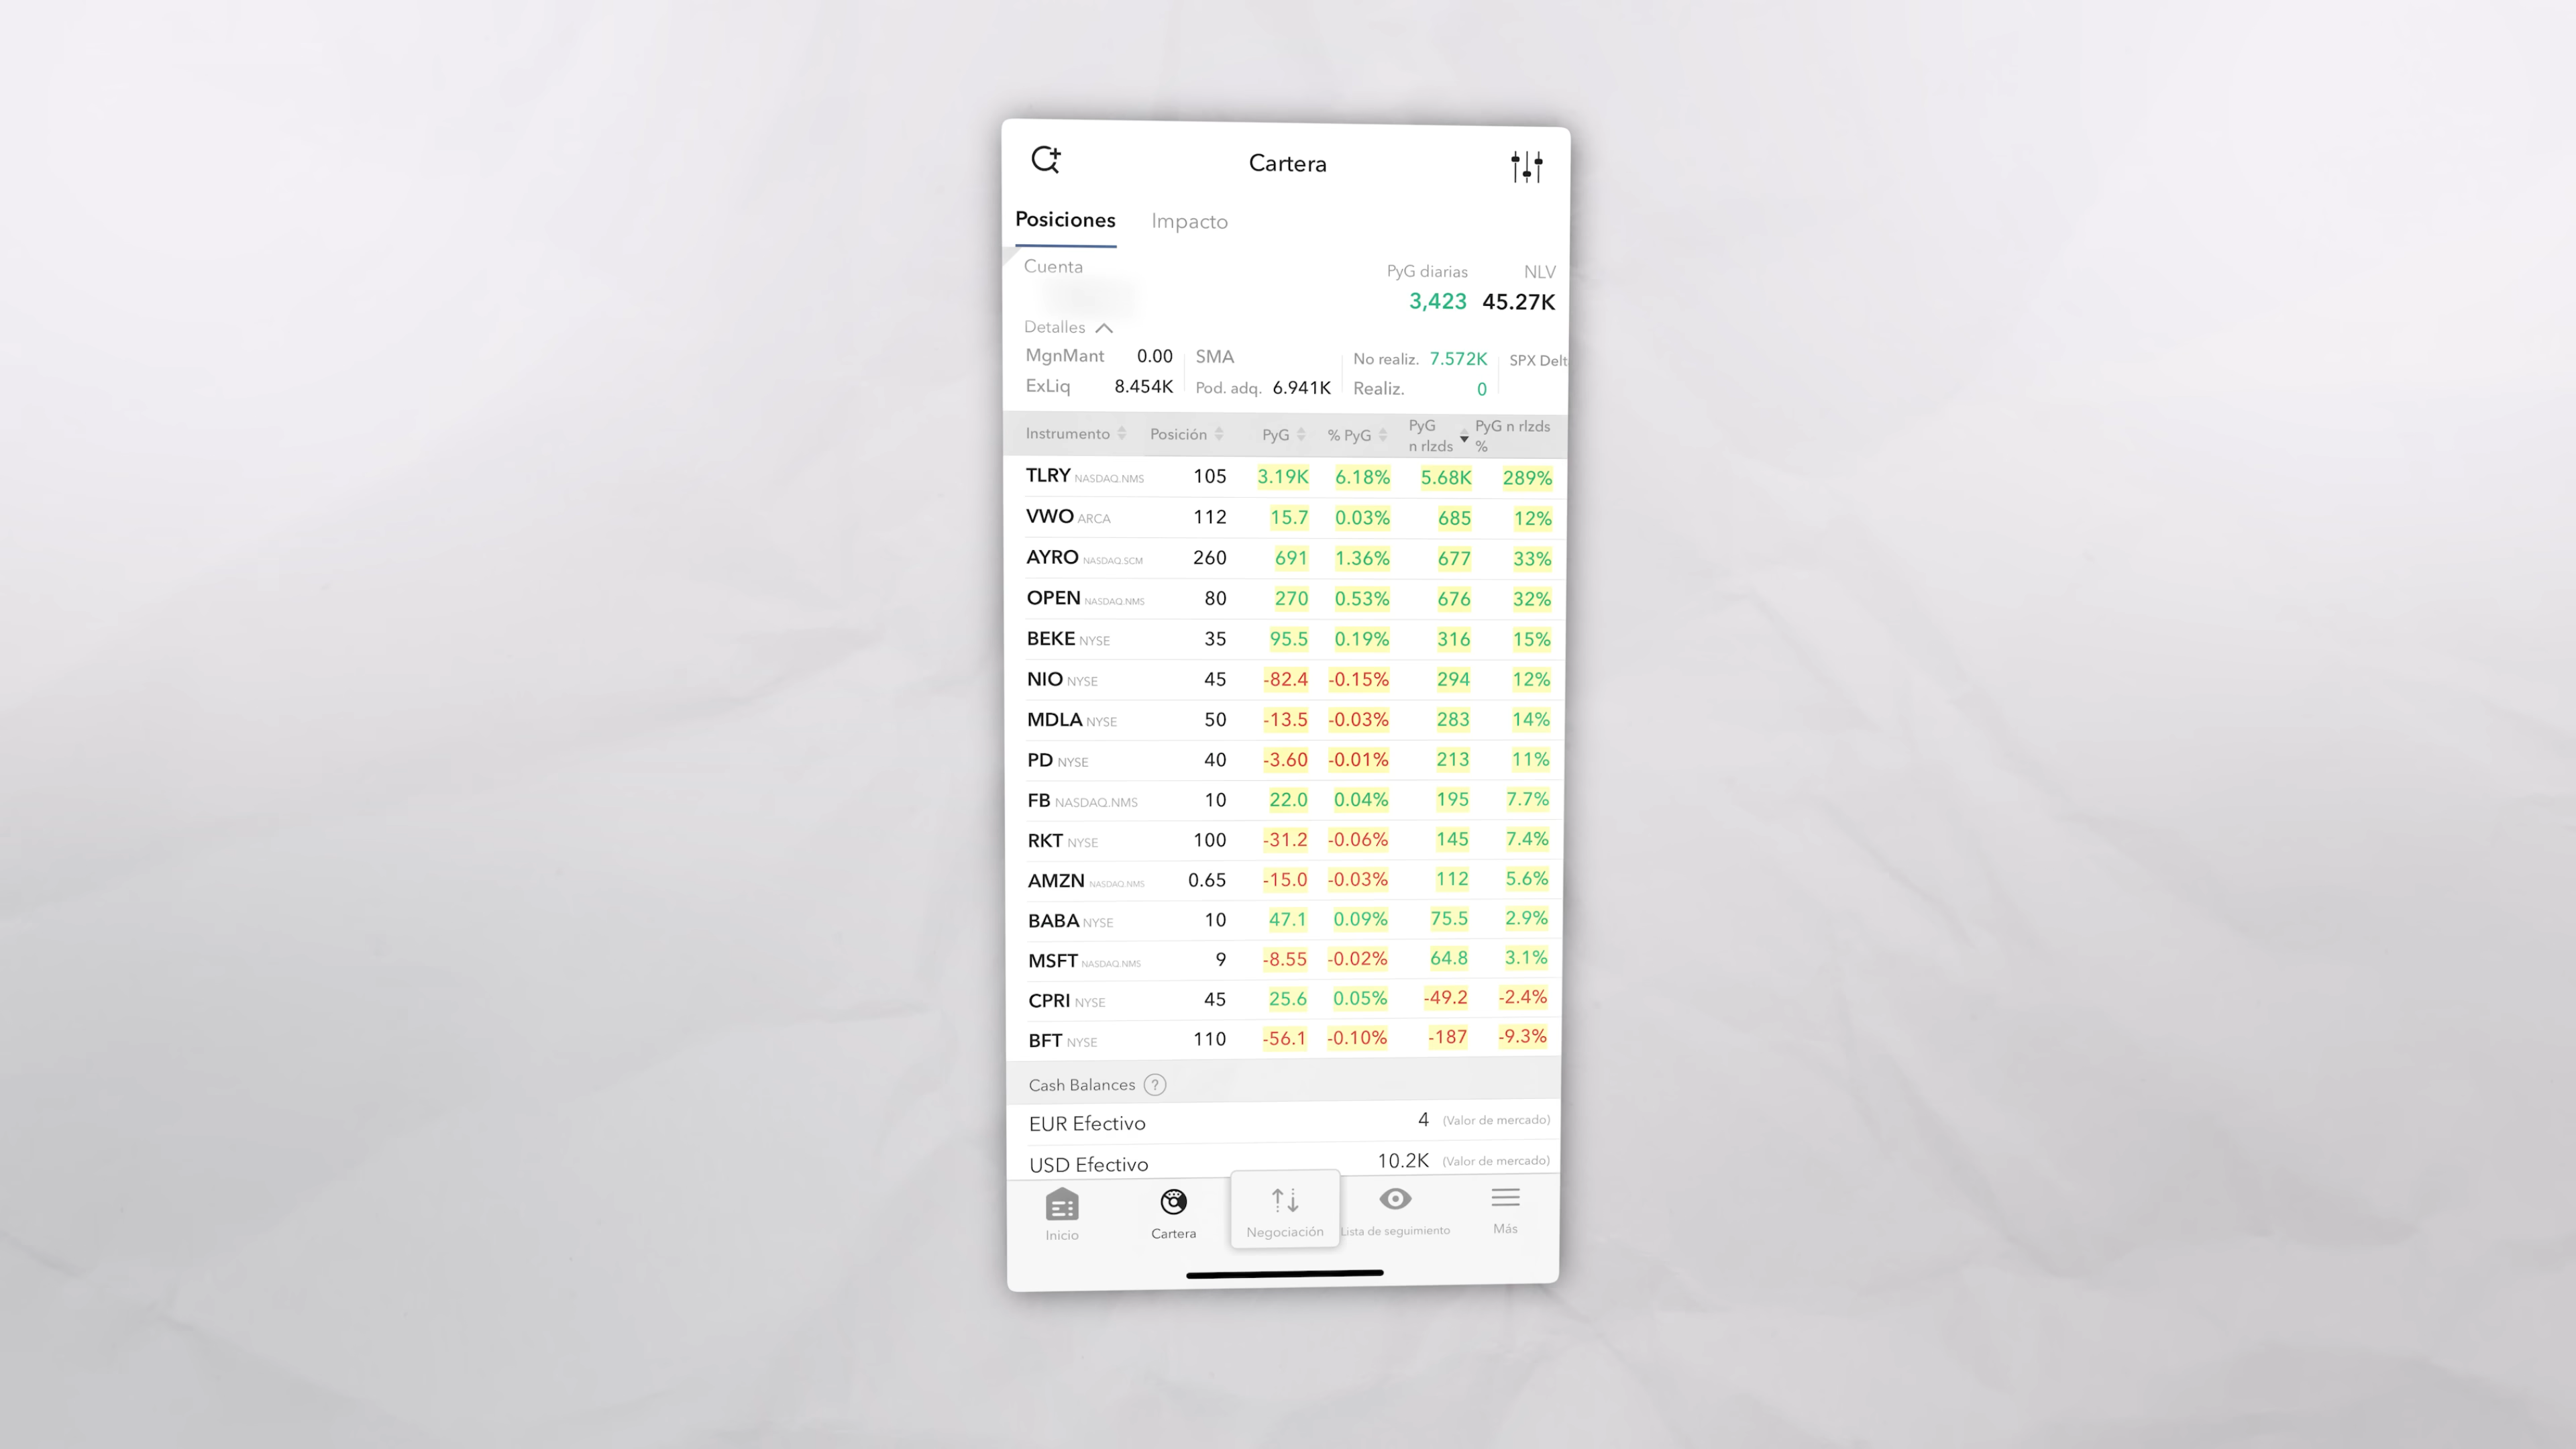 Cartera
Posiciones Impacto
Cuenta PyG diarias NLV
3,423 45.27K
Detalles
MgnMant 0.00 SMA No realiz. 7.572K SPX Delt
ExLiq 8.454K Pod. adq. 6.941K Realiz. 0
Instrumento Posición PyG % PyG PyG n rlzds PyG n rlzds %
TLRY NASDAQ.NMS 105 3.19K 6.18% 5.68K 289%
VWO ARCA 112 15.7 0.03% 685 12%
AYRO NASDAQ.SCM 260 691 1.36% 677 33%
OPEN NASDAQ.NMS 80 270 0.53% 676 32%
BEKE NYSE 35 95.5 0.19% 316 15%
NIO NYSE 45 -82.4 -0.15% 294 12%
MDLA NYSE 50 -13.5 -0.03% 283 14%
PD NYSE 40 -3.60 -0.01% 213 11%
FB NASDAQ.NMS 10 22.0 0.04% 195 7.7%
RKT NYSE 100 -31.2 -0.06% 145 7.4%
AMZN NASDAQ.NMS 0.65 -15.0 -0.03% 112 5.6%
BABA NYSE 10 47.1 0.09% 75.5 2.9%
MSFT NASDAQ.NMS 9 -8.55 -0.02% 64.8 3.1%
CPRI NYSE 45 25.6 0.05% -49.2 -2.4%
BFT NYSE 110 -56.1 -0.10% -187 -9.3%
Cash Balances ?
EUR Efectivo 4 (Valor de mercado)
USD Efectivo 10.2K (Valor de mercado)
Inicio Cartera Negociación Lista de seguimiento Más